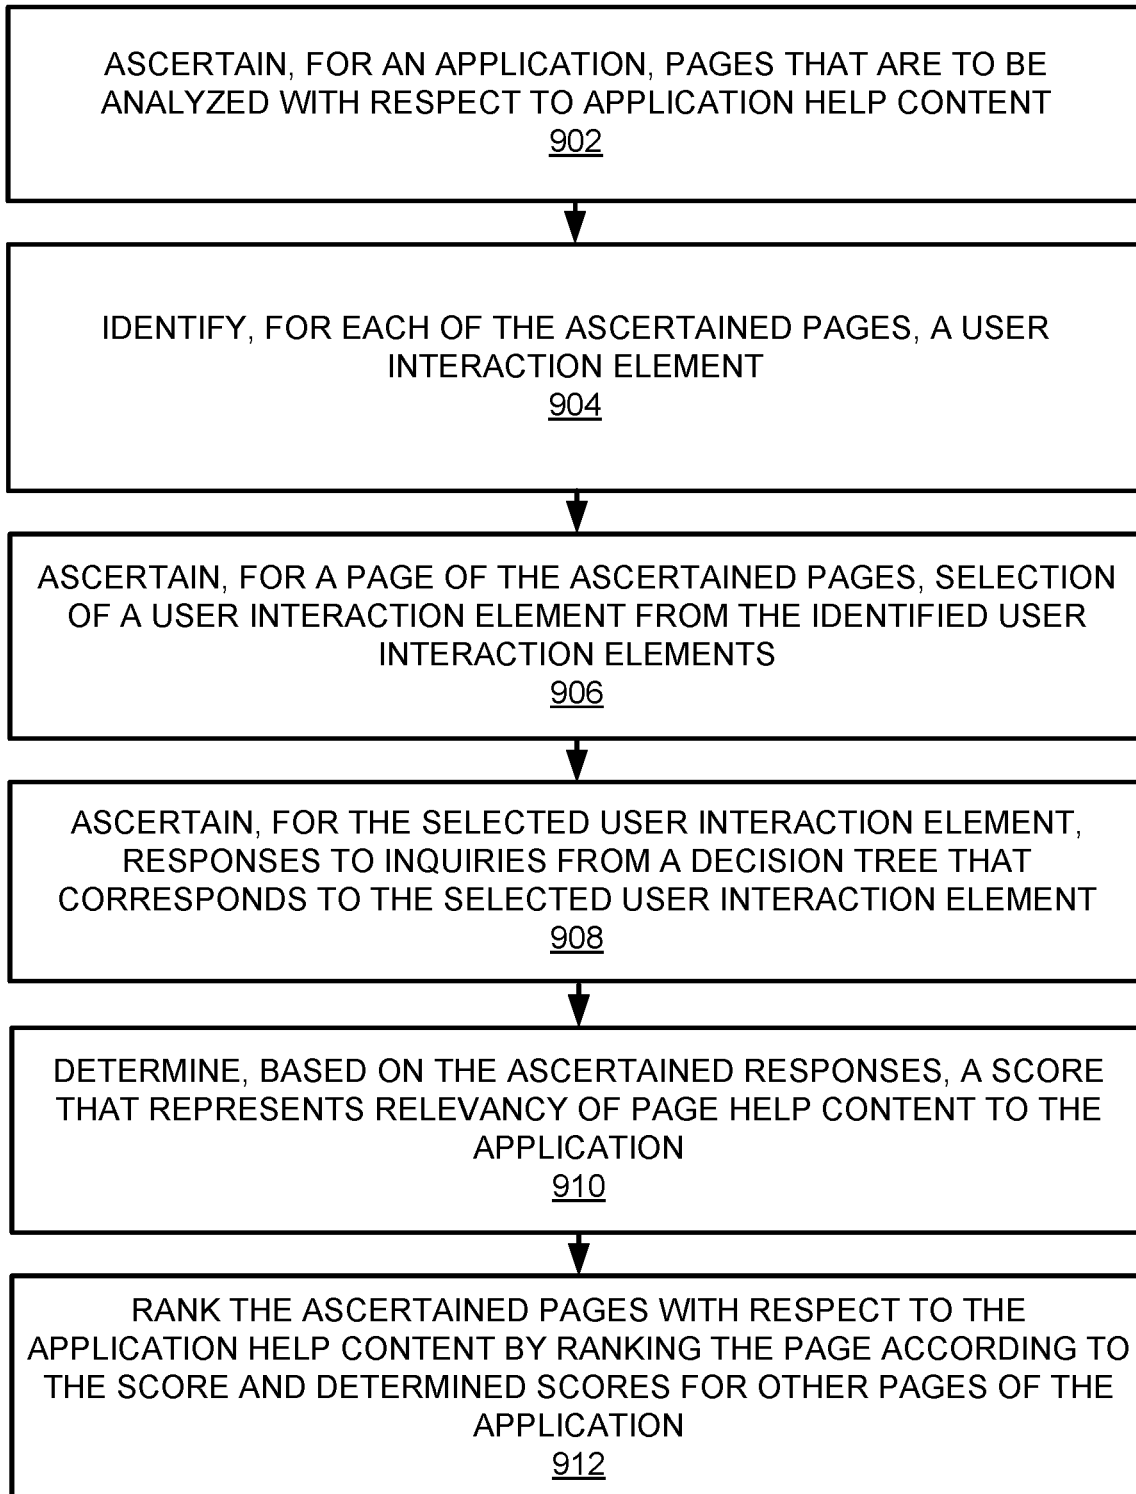 ASCERTAIN, FOR AN APPLICATION, PAGES THAT ARE TO BE
ANALYZED WITH RESPECT TO APPLICATION HELP CONTENT
902
IDENTIFY, FOR EACH OF THE ASCERTAINED PAGES, A USER
INTERACTION ELEMENT
904
ASCERTAIN, FOR A PAGE OF THE ASCERTAINED PAGES, SELECTION
OF A USER INTERACTION ELEMENT FROM THE IDENTIFIED USER
INTERACTION ELEMENTS
906
ASCERTAIN, FOR THE SELECTED USER INTERACTION ELEMENT,
RESPONSES TO INQUIRIES FROM A DECISION TREE THAT
CORRESPONDS TO THE SELECTED USER INTERACTION ELEMENT
908
DETERMINE, BASED ON THE ASCERTAINED RESPONSES, A SCORE
THAT REPRESENTS RELEVANCY OF PAGE HELP CONTENT TO THE
APPLICATION
910
RANK THE ASCERTAINED PAGES WITH RESPECT TO THE
APPLICATION HELP CONTENT BY RANKING THE PAGE ACCORDING TO
THE SCORE AND DETERMINED SCORES FOR OTHER PAGES OF THE
APPLICATION
912